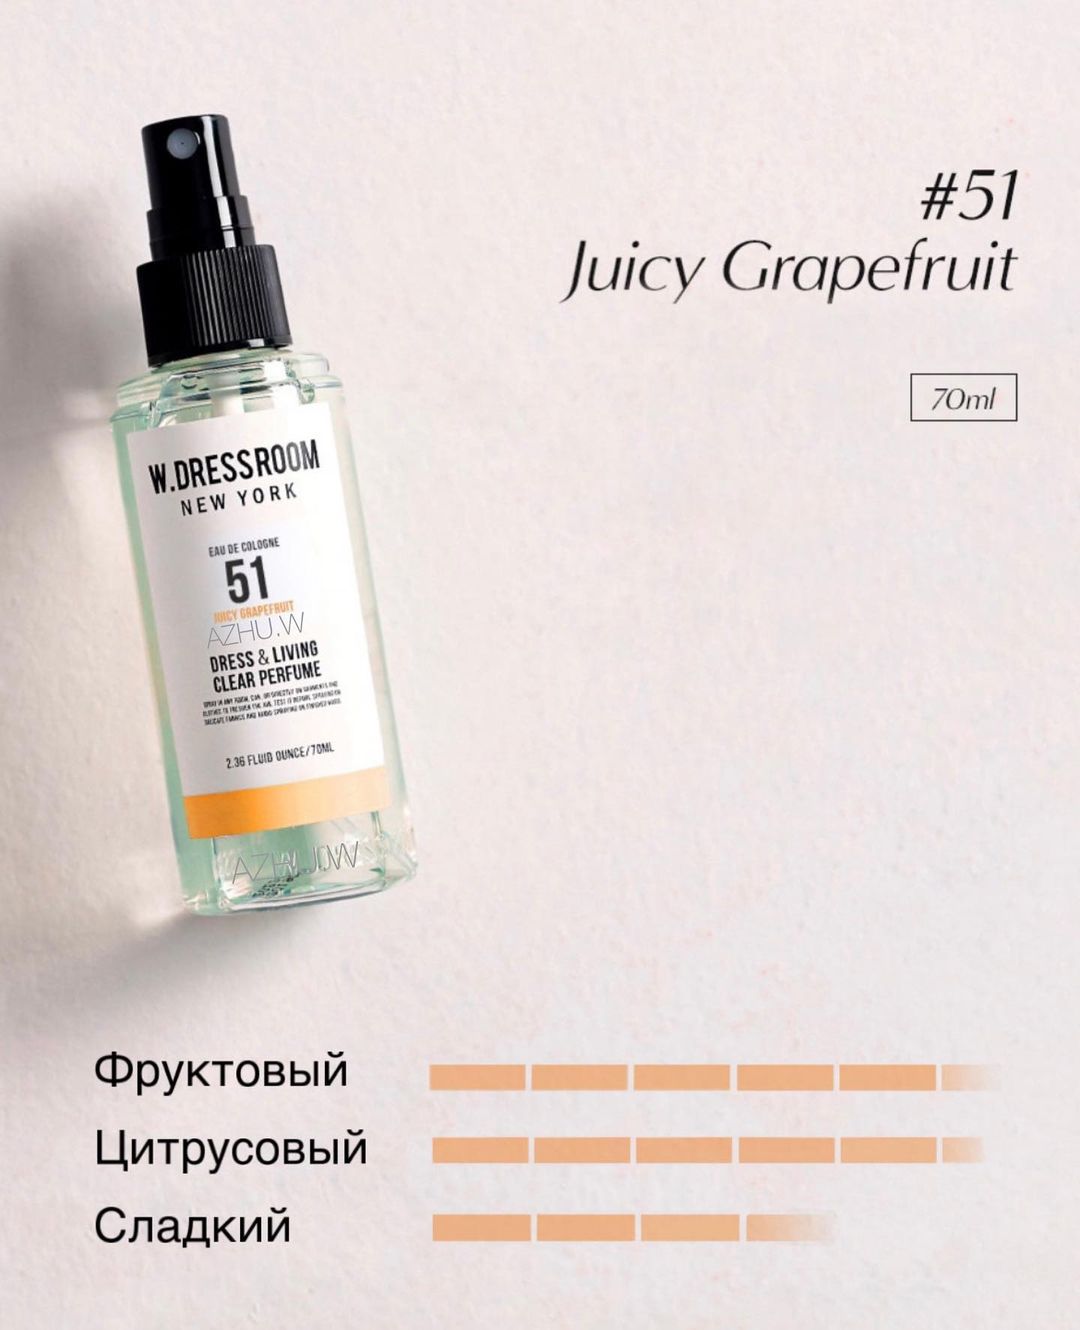 #51
Juicy Grapefruit
70ml
W.DRESSROOM
NEW YORK
EAU DE COLOGNE
51
JUICY GRAPEFRUIT
AZHU.W
DRESS & LIVING
CLEAR PERFUME
2.36 FLUID OUNCE/70ML
AZHU.W
Фруктовый
Цитрусовый
Сладкий